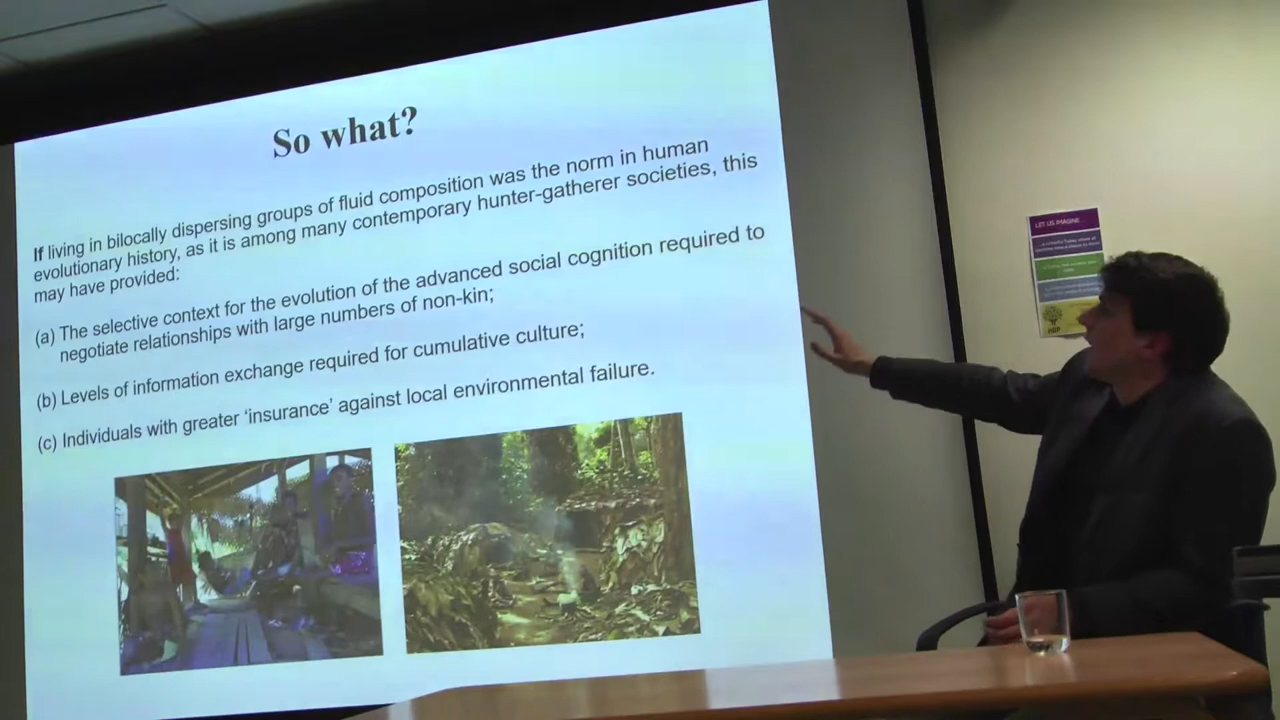 So what?
If living in bilocally dispersing groups of fluid composition was the norm in human
evolutionary history, as it is among many contemporary hunter-gatherer societies, this
may have provided:
(a) The selective context for the evolution of the advanced social cognition required to
negotiate relationships with large numbers of non-kin;
(b) Levels of information exchange required for cumulative culture;
(c) Individuals with greater ‘insurance’ against local environmental failure.
LET US IMAGINE...